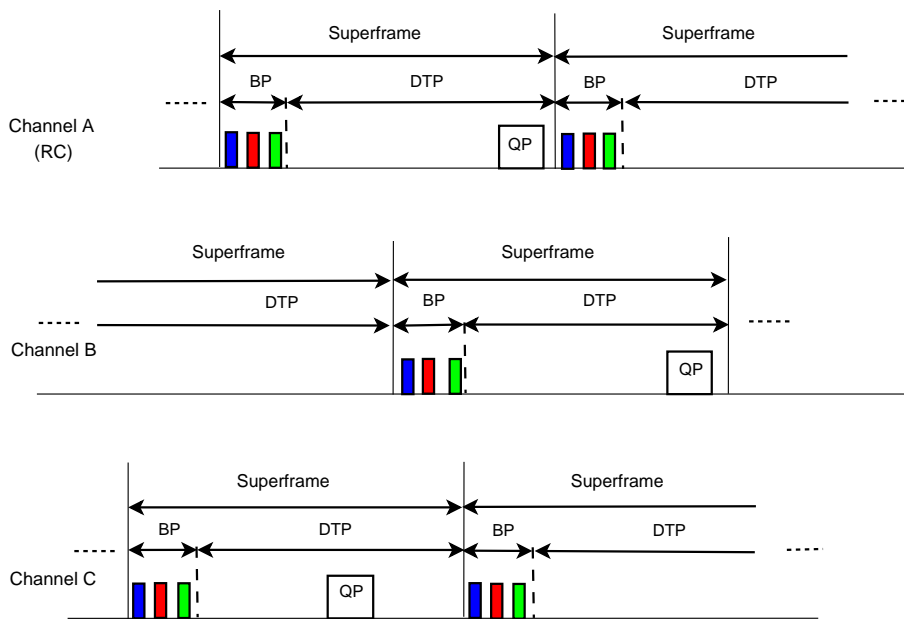 Superframe Superframe
BP DTP BP DTP
Channel A
(RC)
QP
Superframe Superframe
DTP BP DTP
Channel B
QP
Superframe Superframe
BP DTP BP DTP
Channel C
QP